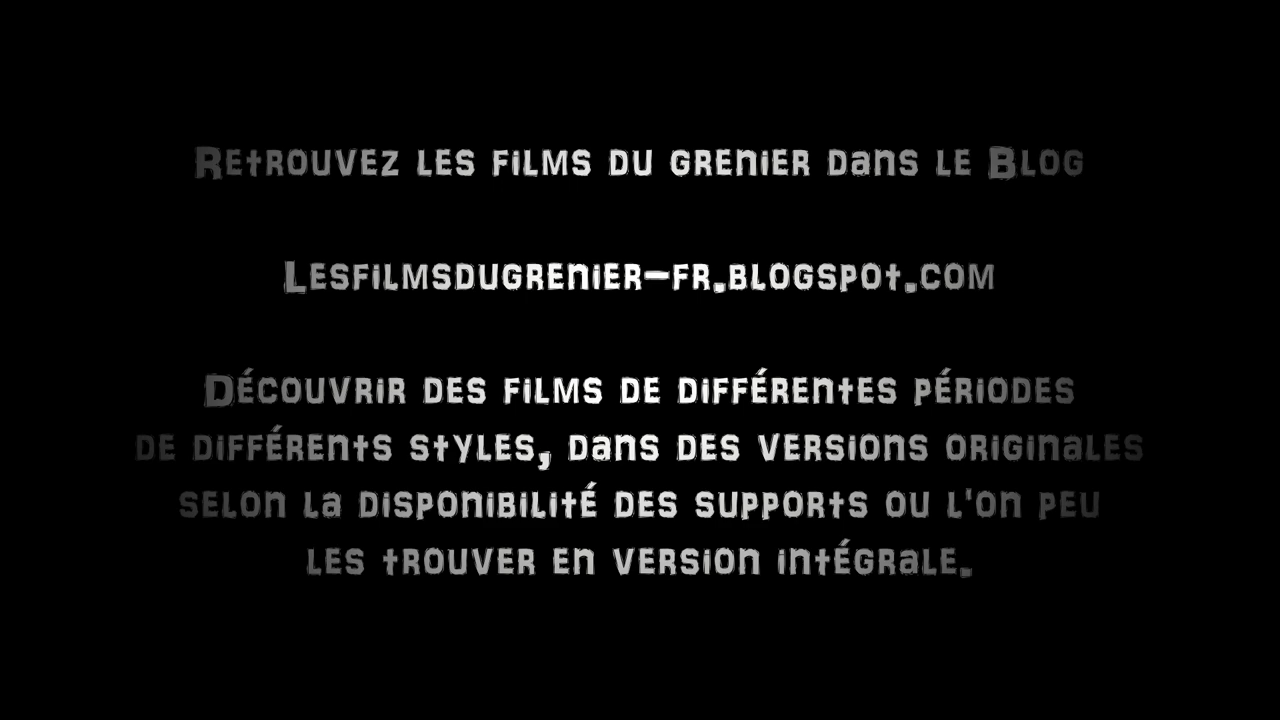 Retrouvez les films du grenier dans le Blog
Lesfilmsdugrenier-fr.blogspot.com
Découvrir des films de différentes périodes
de différents styles, dans des versions originales
selon la disponibilité des supports ou l'on peu
les trouver en version intégrale.